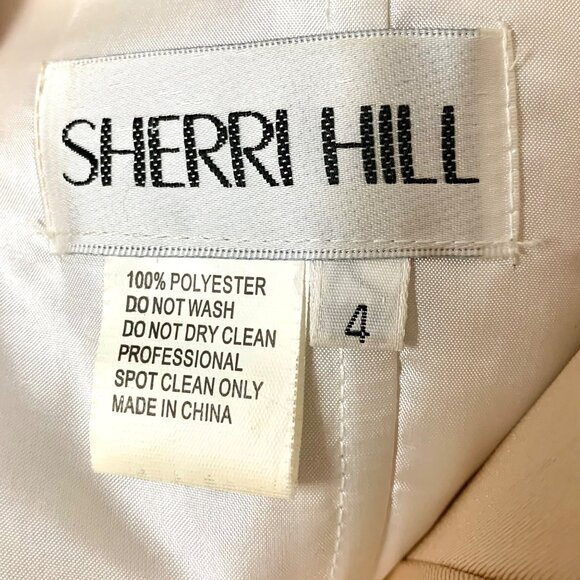 SHERRI HILL
100% POLYESTER
DO NOT WASH
DO NOT DRY CLEAN
PROFESSIONAL
SPOT CLEAN ONLY
MADE IN CHINA
4